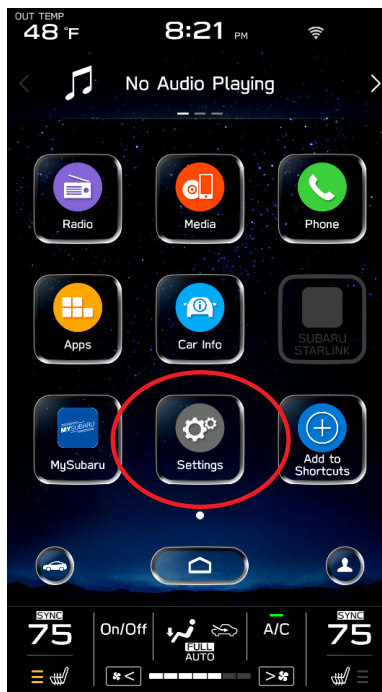 OUT TEMP
48 °F
8:21 PM
No Audio Playing
Radio
Media
Phone
Apps
Car Info
SUBARU
STARLINK
MYSUBARU
MySubaru
Settings
Add to
Shortcuts
SYNC
75
On/Off
FULL
AUTO
A/C
SYNC
75